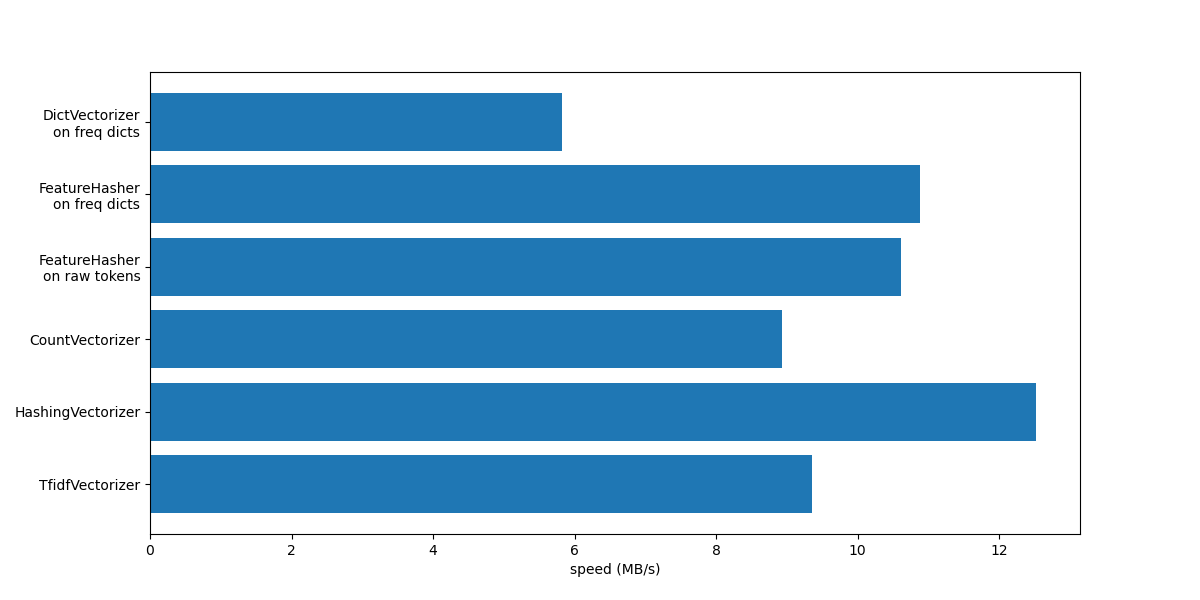 DictVectorizer
on freq dicts
FeatureHasher
on freq dicts
FeatureHasher
on raw tokens
CountVectorizer
HashingVectorizer
TfidfVectorizer
0 2 4 6 8 10 12
speed (MB/s)